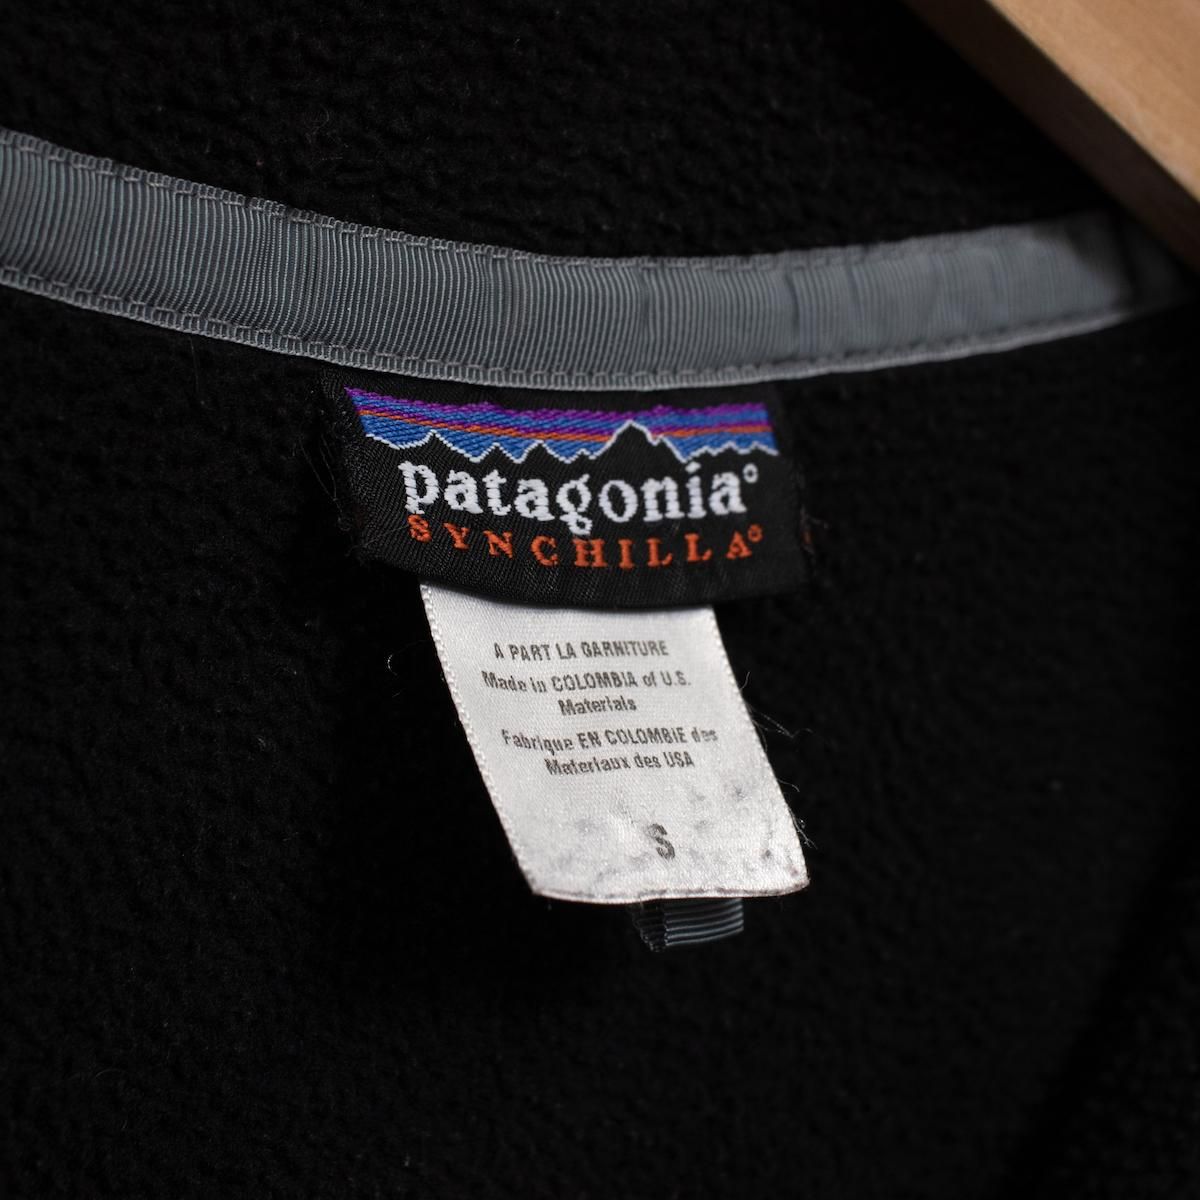 patagonia®
SYNCHILLA®
A PART LA GARNITURE
Made in COLOMBIA of U.S.
Materials
Fabrique EN COLOMBIE des
Materiaux des USA
S